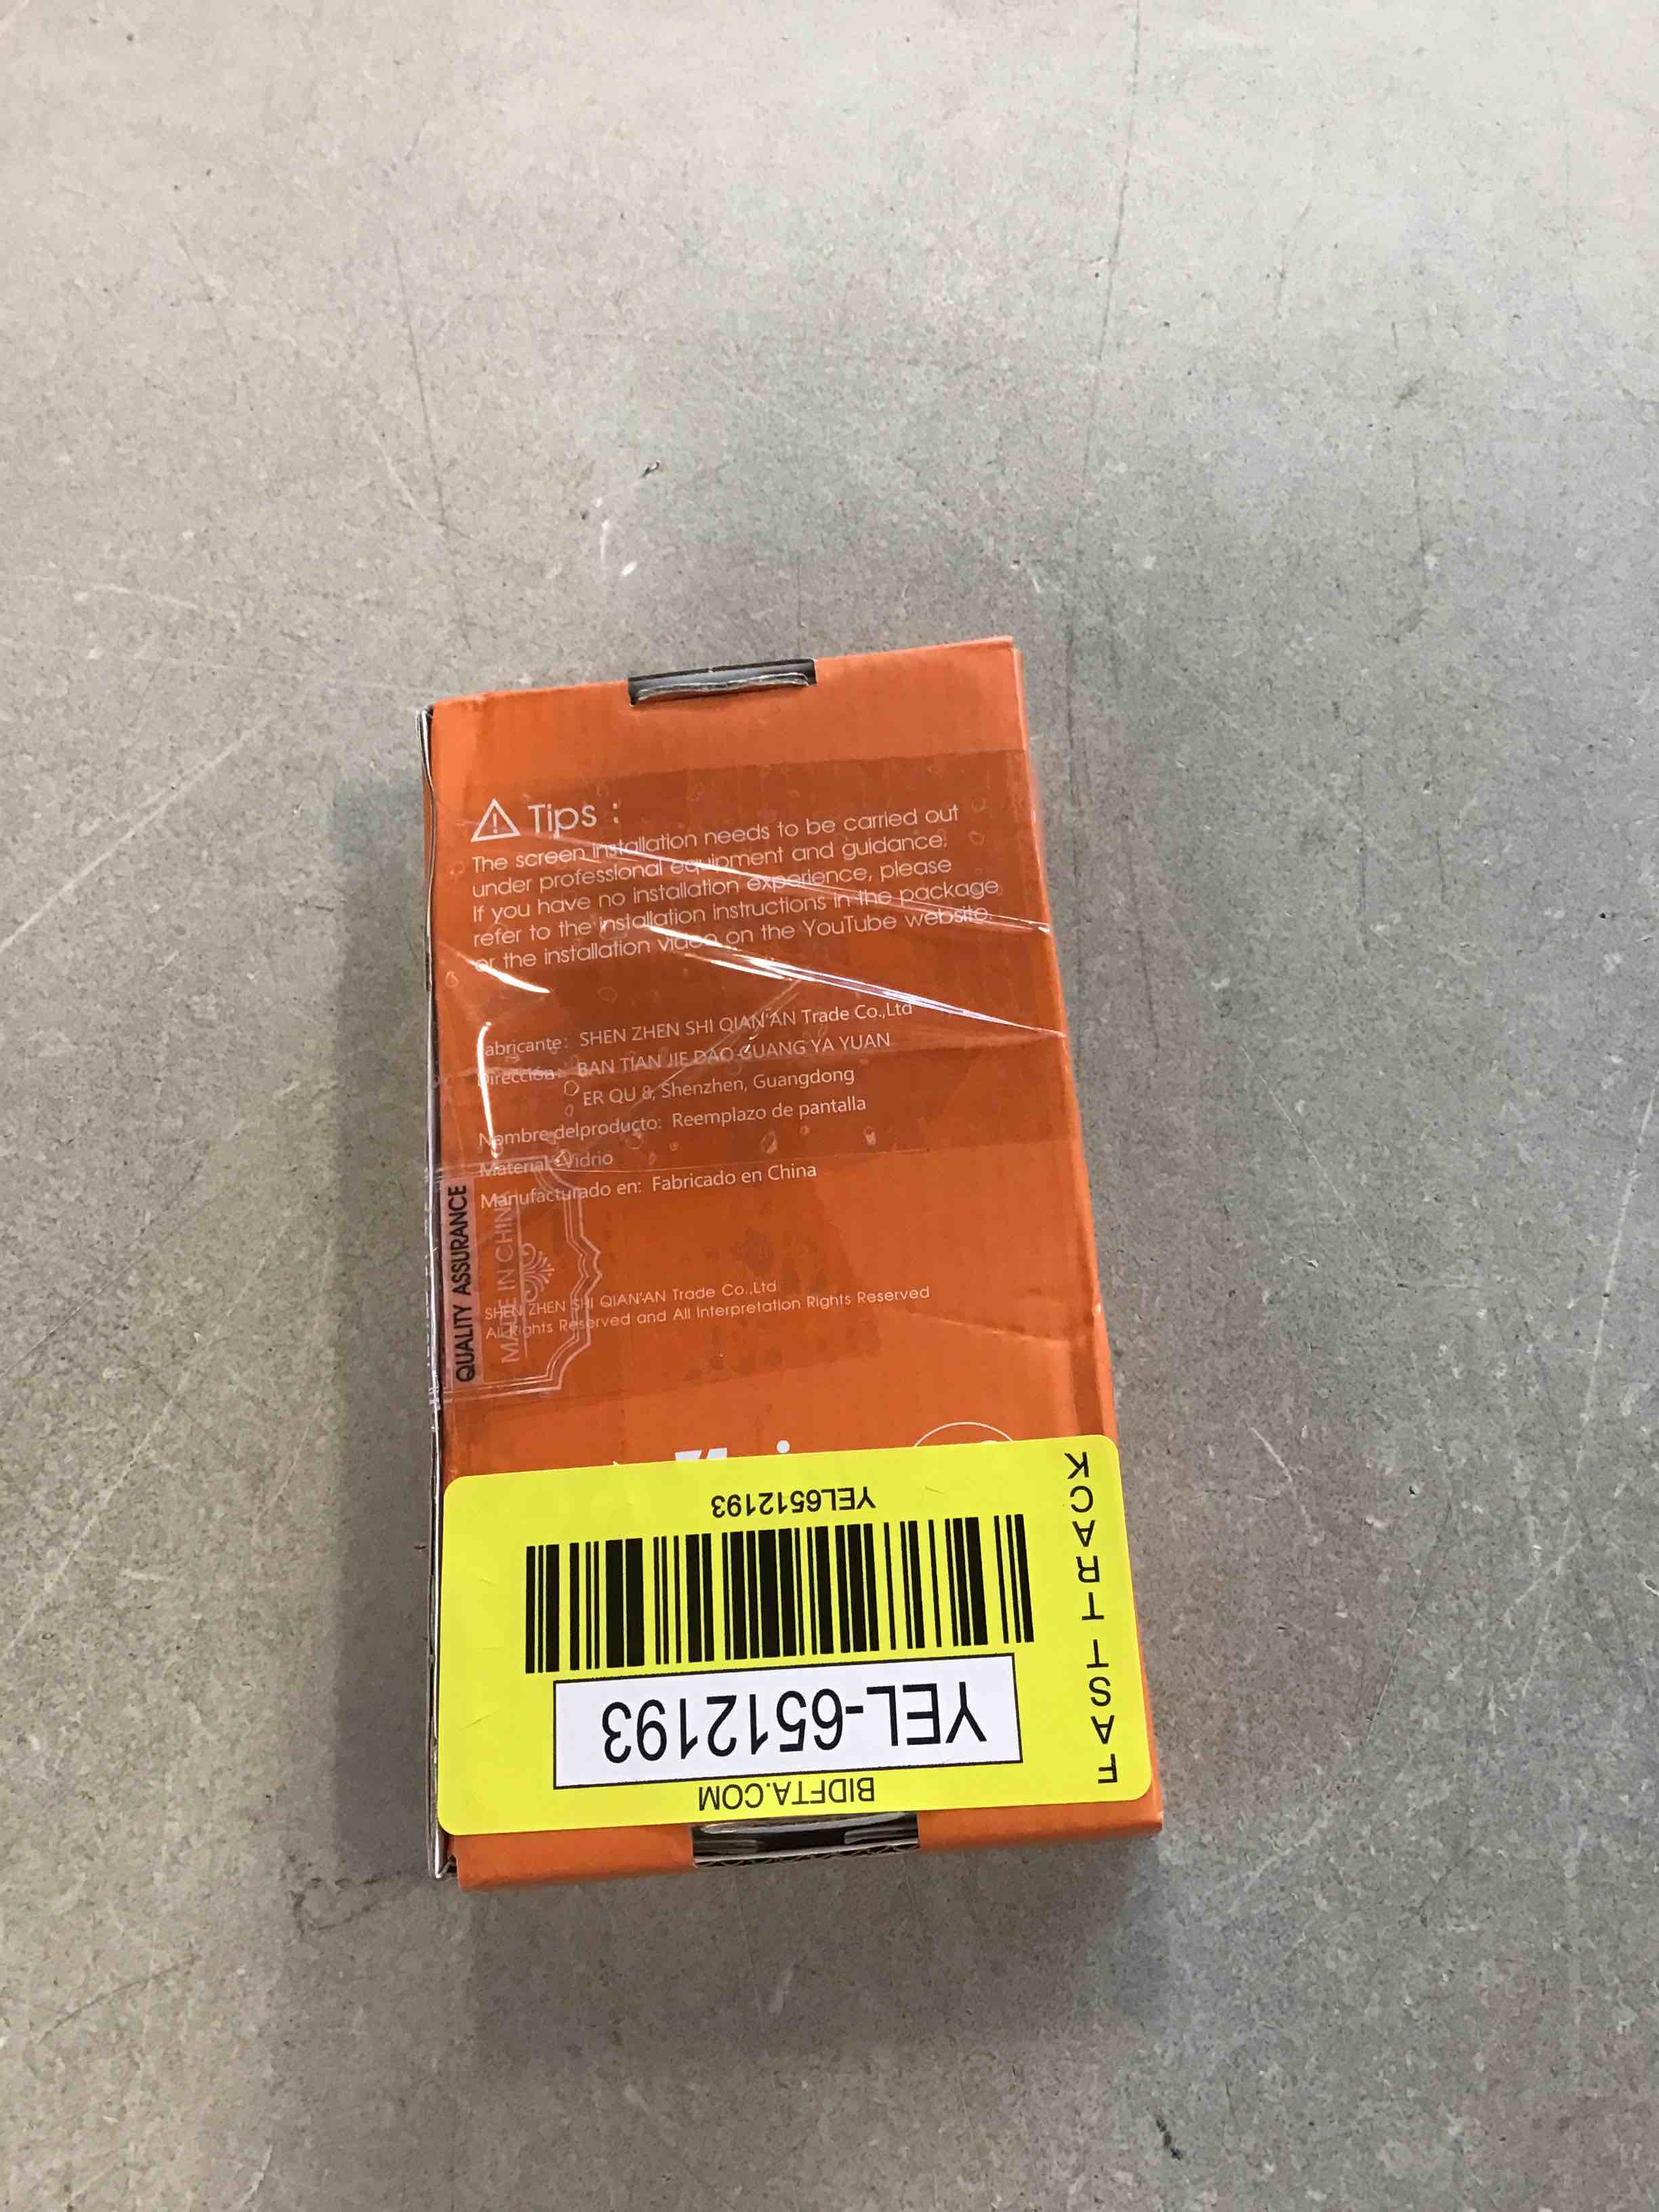 Tips :
The screen installation needs to be carried out
under professional equipment and guidance.
If you have no installation experience, please
refer to the installation instructions in the package
or the installation video on the YouTube website.
Fabricante: SHEN ZHEN SHI QIAN'AN Trade Co.,Ltd
Dirección: BAN TIAN JIE DAO GUANG YA YUAN
ER QU 8, Shenzhen, Guangdong
Nombre delproducto: Reemplazo de pantalla
Material: Vidrio
Manufacturado en: Fabricado en China
QUALITY ASSURANCE
MADE IN CHINA
SHEN ZHEN SHI QIAN'AN Trade Co.,Ltd
All Rights Reserved and All Interpretation Rights Reserved
BIDFTA.COM
YEL-6512193
YEL6512193
FAST TRACK